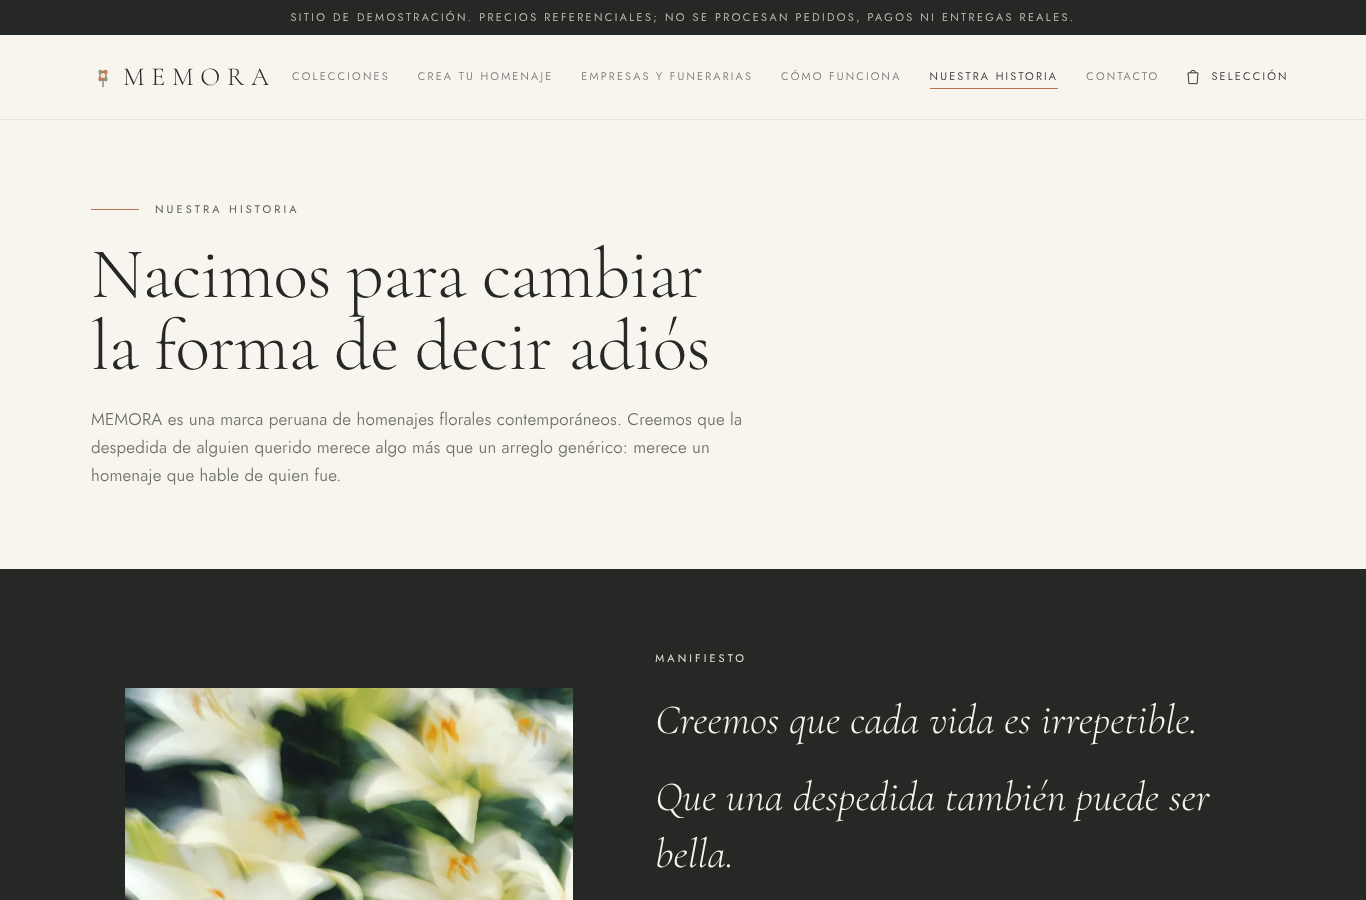 SITIO DE DEMOSTRACIÓN. PRECIOS REFERENCIALES; NO SE PROCESAN PEDIDOS, PAGOS NI ENTREGAS REALES.
MEMORA COLECCIONES CREA TU HOMENAJE EMPRESAS Y FUNERARIAS CÓMO FUNCIONA NUESTRA HISTORIA CONTACTO SELECCIÓN
NUESTRA HISTORIA
Nacimos para cambiar
la forma de decir adiós
MEMORA es una marca peruana de homenajes florales contemporáneos. Creemos que la
despedida de alguien querido merece algo más que un arreglo genérico: merece un
homenaje que hable de quien fue.
MANIFIESTO
Creemos que cada vida es irrepetible.
Que una despedida también puede ser
bella.